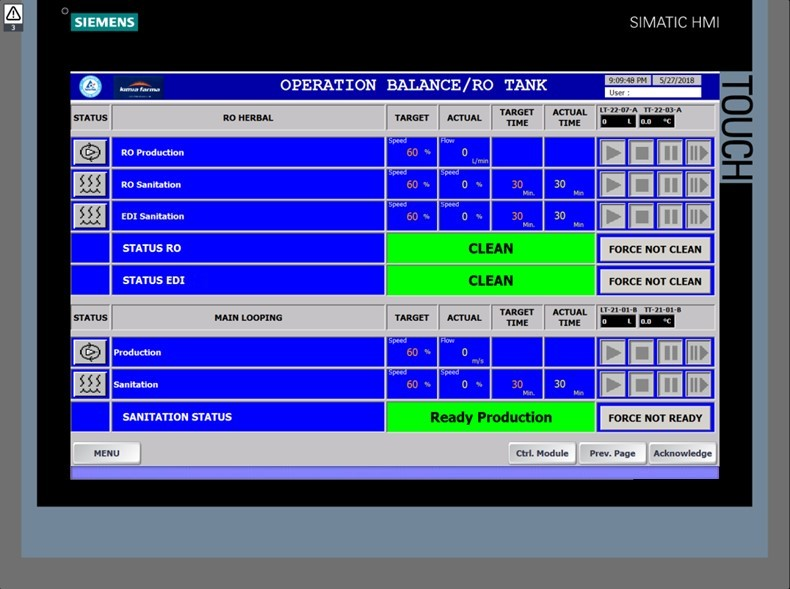 3
SIEMENS
SIMATIC HMI
TOUCH
kimia farma
OPERATION BALANCE/RO TANK
9:09:48 PM 5/27/2018
User :
STATUS RO HERBAL TARGET ACTUAL TARGET TIME ACTUAL TIME LT-22-07-A TT-22-03-A
0 L 0.0 °C
RO Production Speed 60 % Flow 0 L/min
RO Sanitation Speed 60 % Speed 0 % 30 Min. 30 Min
EDI Sanitation Speed 60 % Speed 0 % 30 Min. 30 Min
STATUS RO CLEAN FORCE NOT CLEAN
STATUS EDI CLEAN FORCE NOT CLEAN
STATUS MAIN LOOPING TARGET ACTUAL TARGET TIME ACTUAL TIME LT-21-01-B TT-21-01-B
0 L 0.0 °C
Production Speed 60 % Flow 0 m/s
Sanitation Speed 60 % Speed 0 % 30 Min. 30 Min
SANITATION STATUS Ready Production FORCE NOT READY
MENU Ctrl. Module Prev. Page Acknowledge